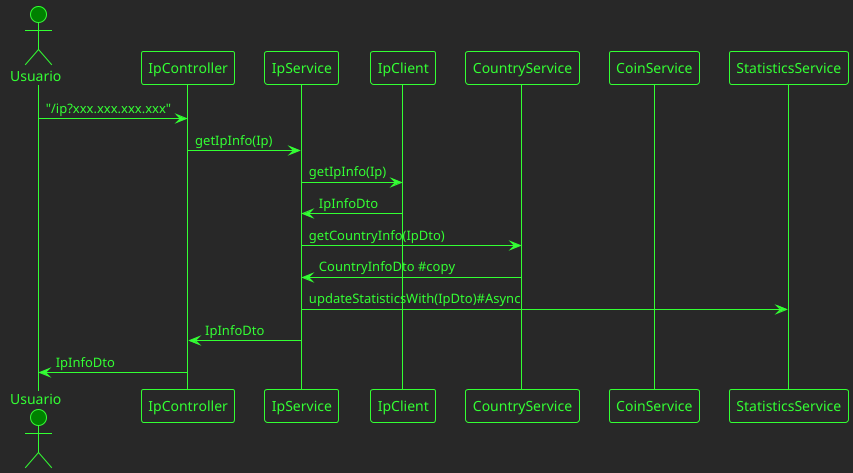 Usuario
IpController
IpService
IpClient
CountryService
CoinService
StatisticsService
"/ip?xxx.xxx.xxx.xxx"
getIpInfo(Ip)
getIpInfo(Ip)
IpInfoDto
getCountryInfo(IpDto)
CountryInfoDto #copy
updateStatisticsWith(IpDto)#Async
IpInfoDto
IpInfoDto
Usuario
IpController
IpService
IpClient
CountryService
CoinService
StatisticsService